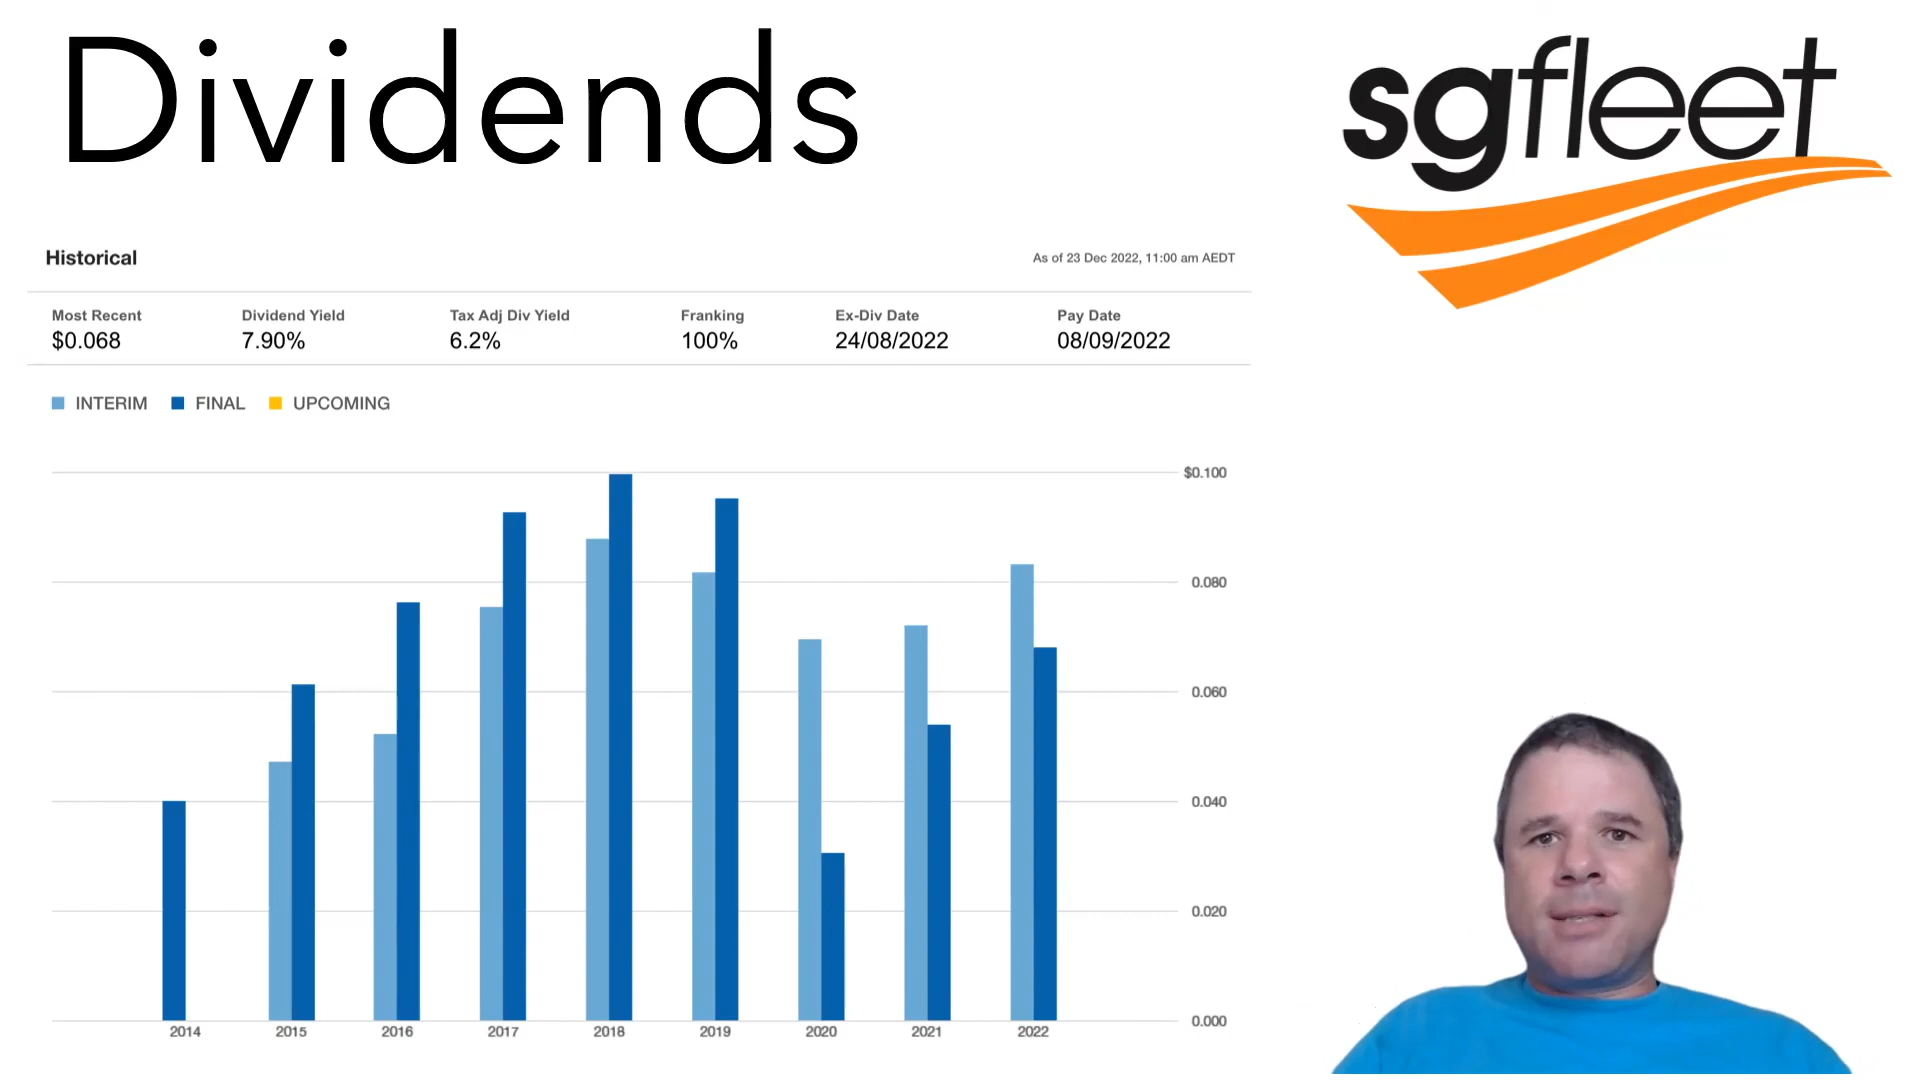 Dividends
sgfleet
Historical
As of 23 Dec 2022, 11:00 am AEDT
Most Recent Dividend Yield Tax Adj Div Yield Franking Ex-Div Date Pay Date
$0.068 7.90% 6.2% 100% 24/08/2022 08/09/2022
INTERIM FINAL UPCOMING
$0.100
0.080
0.060
0.040
0.020
0.000
2014 2015 2016 2017 2018 2019 2020 2021 2022